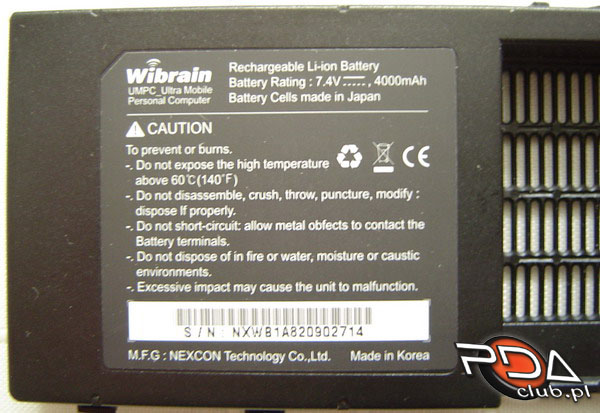 Wibrain
UMPC_Ultra Mobile
Personal Computer
Rechargeable Li-ion Battery
Battery Rating : 7.4V, 4000mAh
Battery Cells made in Japan
CAUTION
To prevent or burns.
-. Do not expose the high temperature
above 60℃(140℉)
-. Do not disassemble, crush, throw, puncture, modify :
dispose If properly.
-. Do not short-circuit: allow metal obfects to contact the
Battery terminals.
-. Do not dispose of in fire or water, moisture or caustic
environments.
-. Excessive impact may cause the unit to malfunction.
CE
S / N : NXWB1A820902714
M.F.G : NEXCON Technology Co.,Ltd. Made in Korea
PDA
club.pl